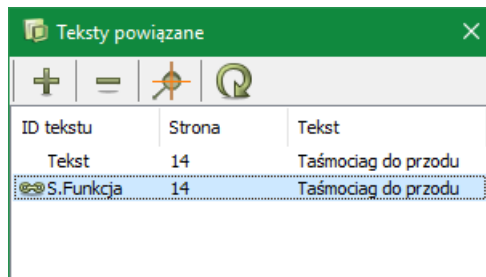 Teksty powiązane
ID tekstu Strona Tekst
Tekst 14 Taśmociag do przodu
S.Funkcja 14 Taśmociag do przodu